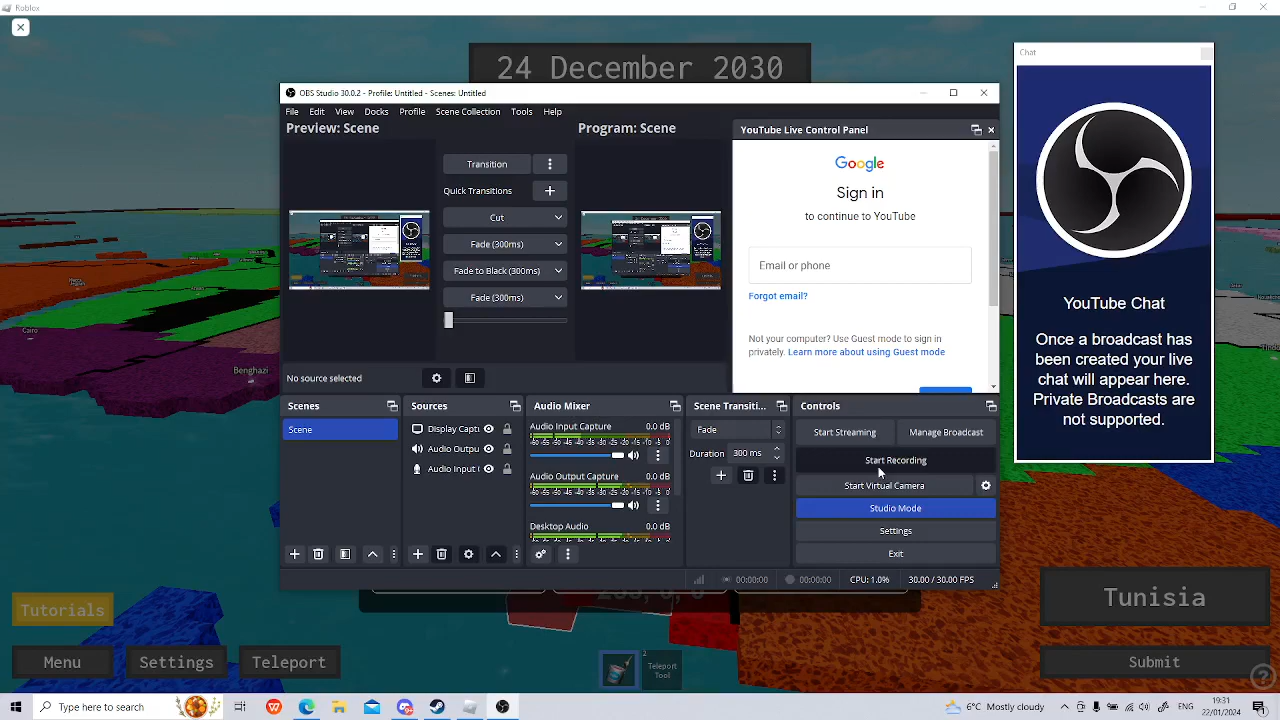 Roblox
24 December 2030
OBS Studio 30.0.2 - Profile: Untitled - Scenes: Untitled
File Edit View Docks Profile Scene Collection Tools Help
Preview: Scene
Transition
Quick Transitions
Cut
Fade (300ms)
Fade to Black (300ms)
Fade (300ms)
Program: Scene
YouTube Live Control Panel
Google
Sign in
to continue to YouTube
Email or phone
Forgot email?
Not your computer? Use Guest mode to sign in
privately. Learn more about using Guest mode
Chat
YouTube Chat
Once a broadcast has
been created your live
chat will appear here.
Private Broadcasts are
not supported.
Cairo
Benghazi
No source selected
Scenes
Scene
Sources
Display Captu
Audio Outpu
Audio Input
Audio Mixer
Audio Input Capture 0.0 dB
Audio Output Capture 0.0 dB
Desktop Audio 0.0 dB
Scene Transiti...
Fade
Duration 300 ms
Controls
Start Streaming
Manage Broadcast
Start Recording
Start Virtual Camera
Studio Mode
Settings
Exit
00:00:00
00:00:00
CPU: 1.0%
30.00 / 30.00 FPS
Tutorials
Menu
Settings
Teleport
2
Teleport
Tool
Tunisia
Submit
Type here to search
6°C Mostly cloudy
19:31
22/01/2024